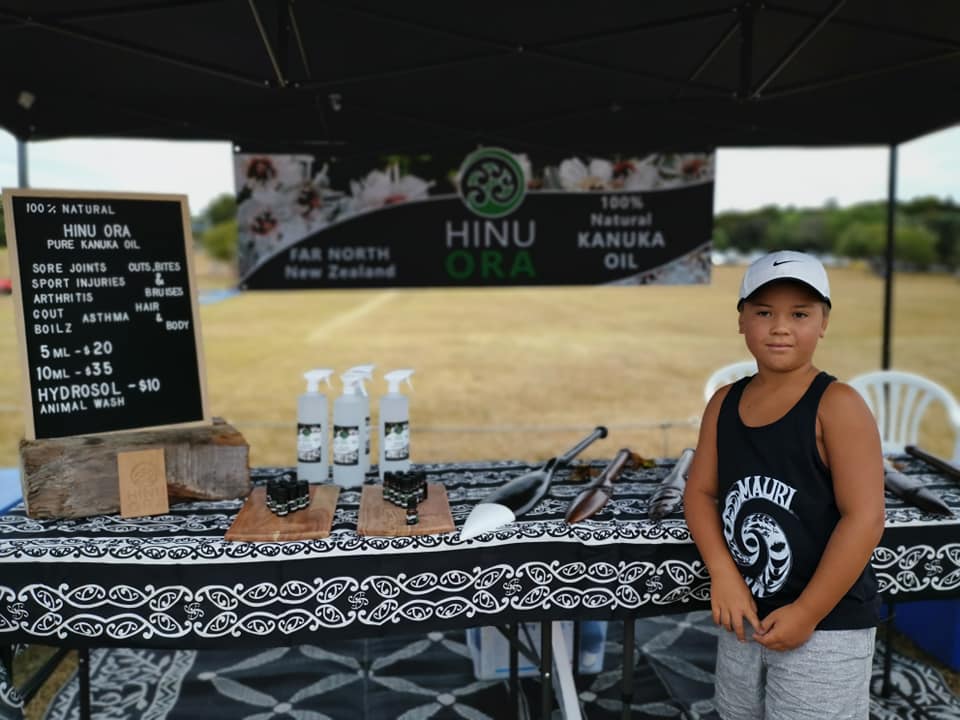 100% NATURAL
HINU ORA
PURE KANUKA OIL
SORE JOINTS CUTS,BITES
SPORT INJURIES &
ARTHRITIS BRUISES
GOUT HAIR
ASTHMA &
BOILZ BODY
5ML -$20
10ML -$35
HYDROSOL -$10
ANIMAL WASH
FAR NORTH
New Zealand
HINU
ORA
100%
Natural
KANUKA
OIL
HINU
MAURI